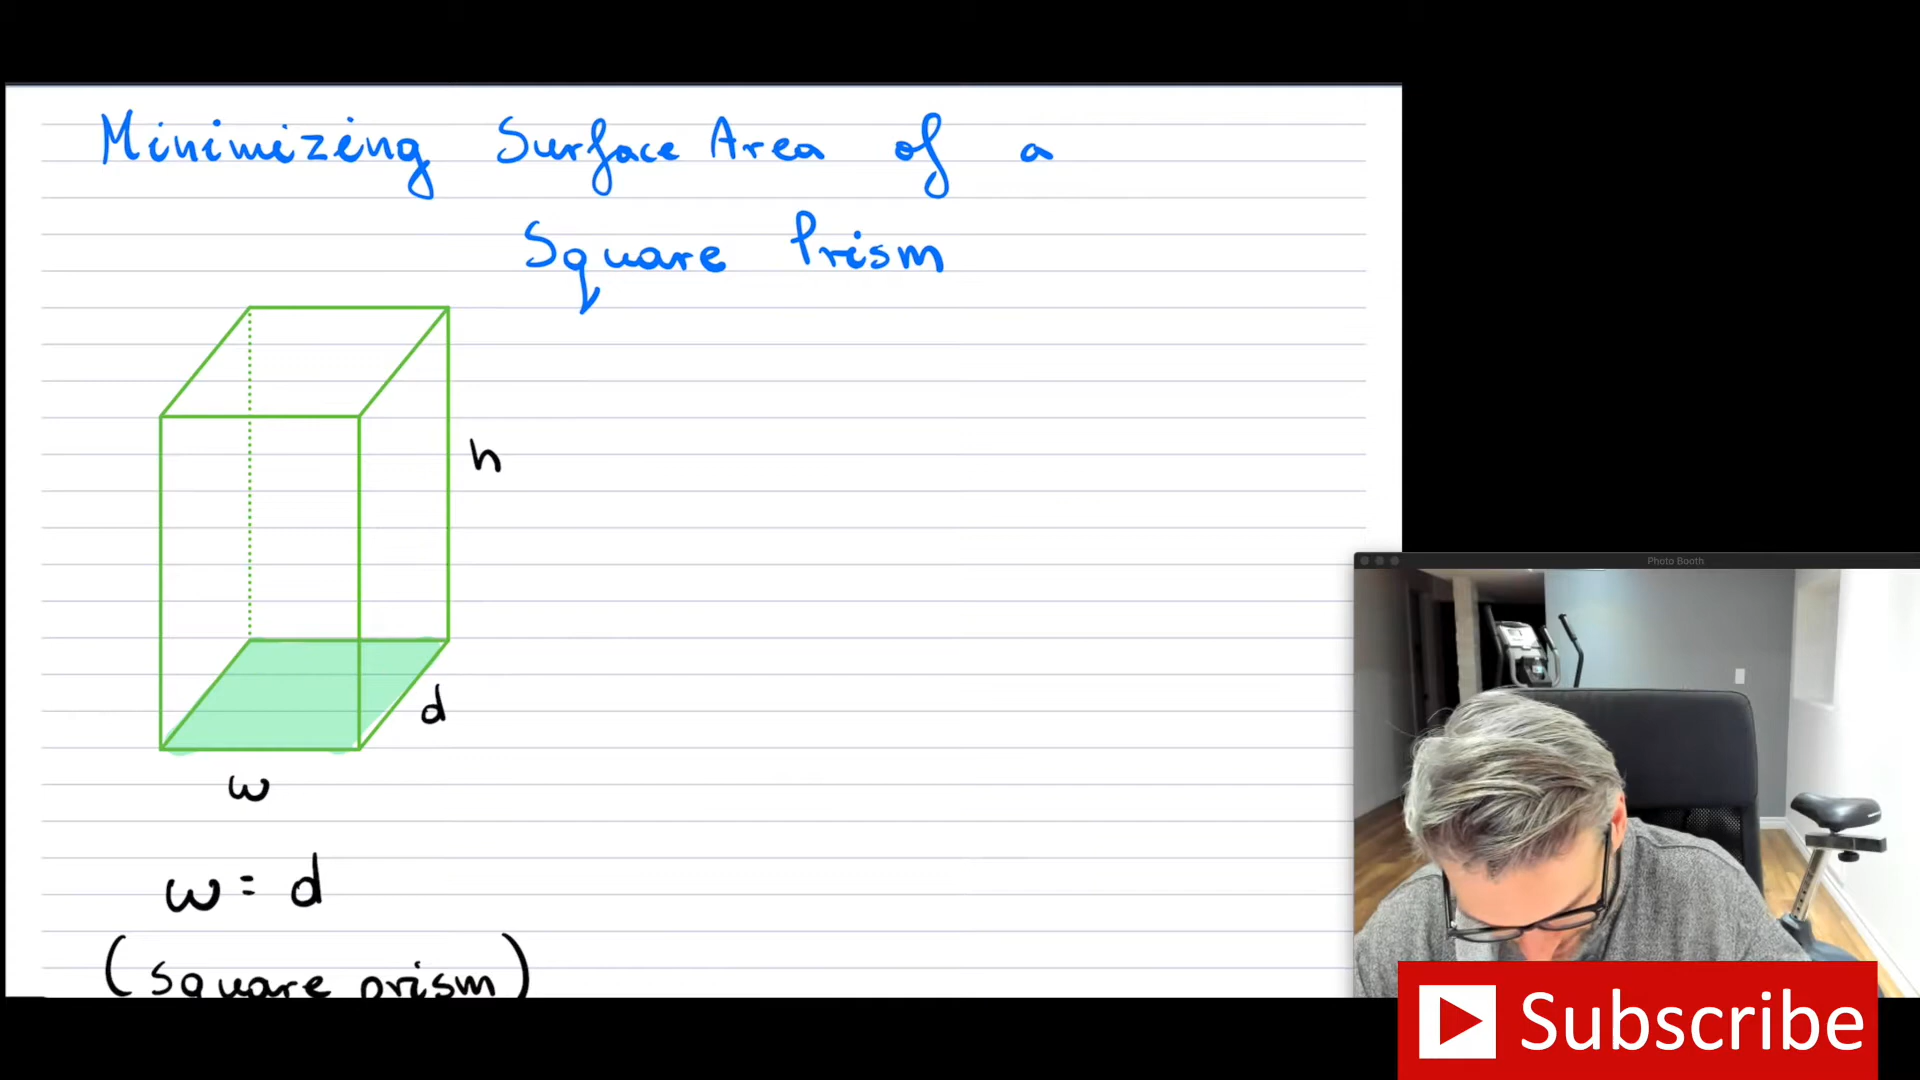 Minimizing Surface Area of a
Square Prism
h
d
w
w = d
(square prism)
Photo Booth
Subscribe